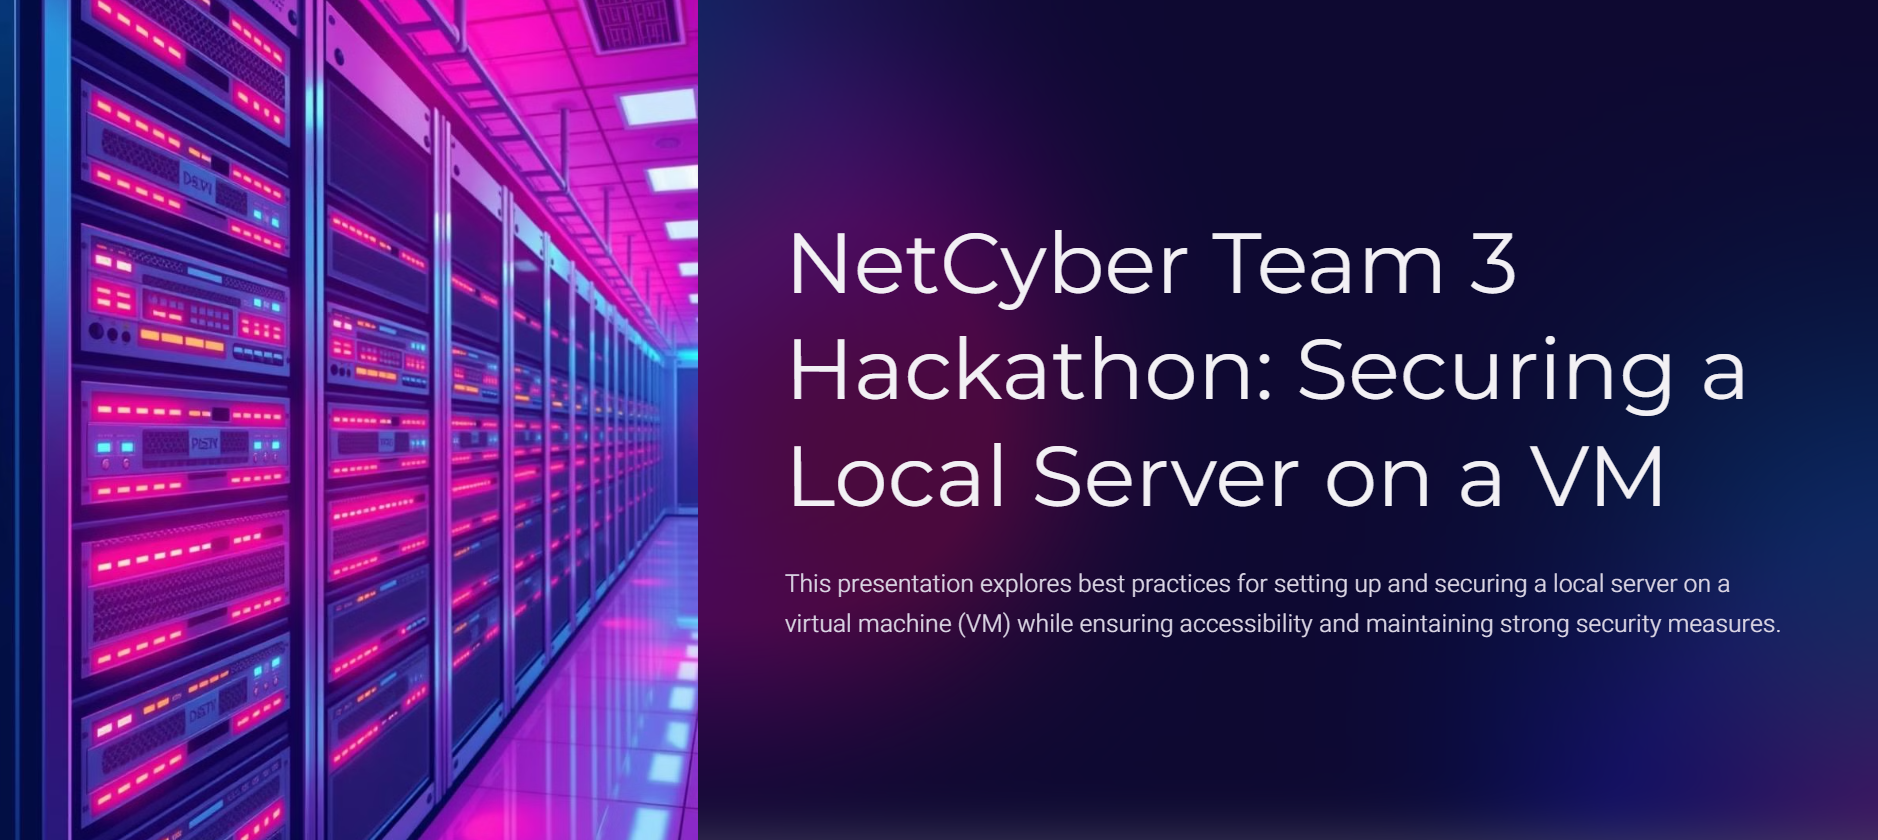 NetCyber Team 3
Hackathon: Securing a
Local Server on a VM
This presentation explores best practices for setting up and securing a local server on a
virtual machine (VM) while ensuring accessibility and maintaining strong security measures.